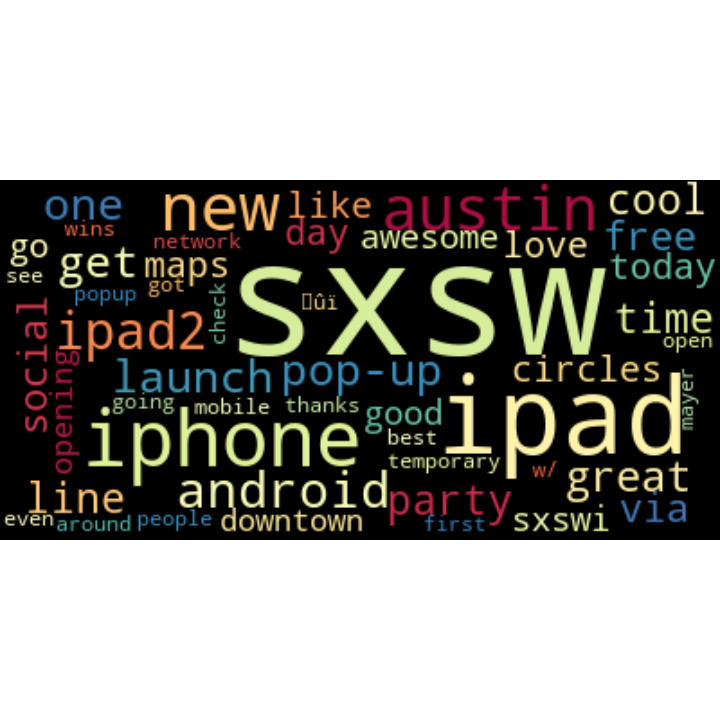 one
new
like
austin
cool
wins
go
network
day
awesome
love
free
see
get
maps
today
popup
got
check
sxsw
ûï
time
open
social
ipad2
opening
launch
pop-up
circles
mayer
going
mobile
thanks
good
ipad
iphone
best
temporary
w/
great
line
android
party
via
even
around
people
downtown
first
sxswi